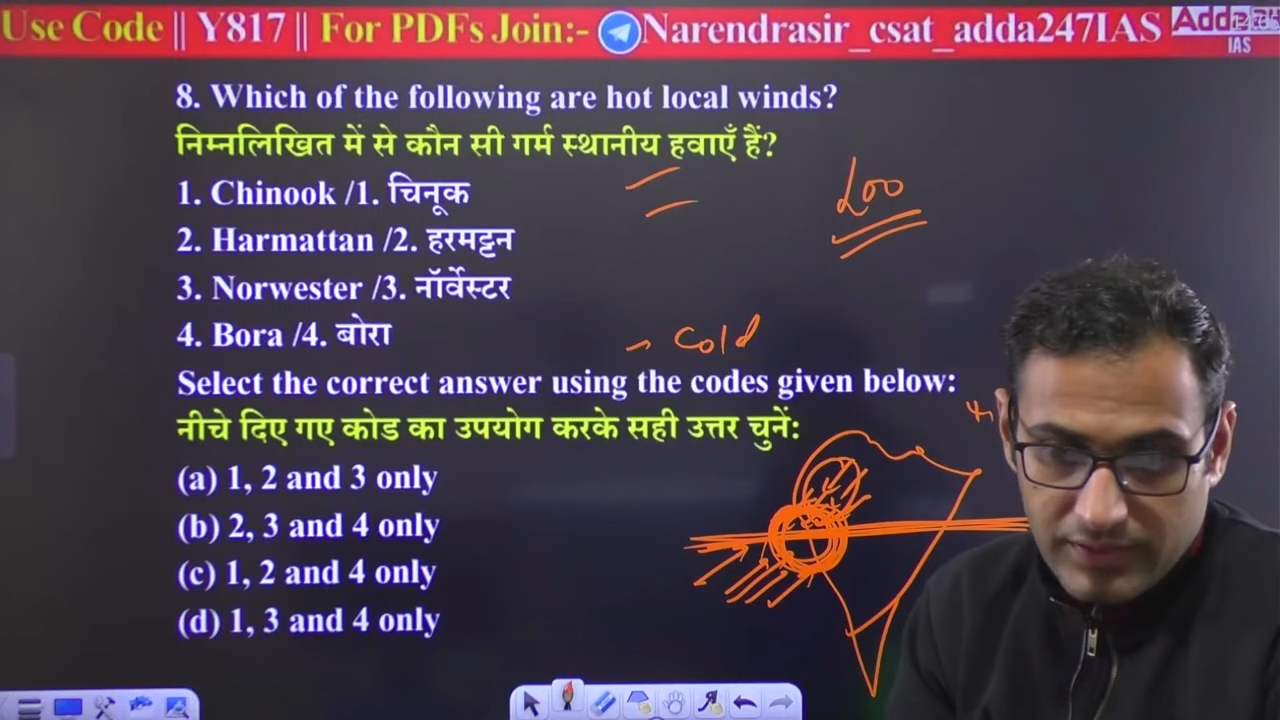 Use Code || Y817 || For PDFs Join:- Narendrasir_csat_adda247IAS
IAS
8. Which of the following are hot local winds?
निम्नलिखित में से कौन सी गर्म स्थानीय हवाएँ हैं?
1. Chinook /1. चिनूक
Loo
2. Harmattan /2. हरमट्टन
3. Norwester /3. नॉर्वेस्टर
4. Bora /4. बोरा
Cold
Select the correct answer using the codes given below:
नीचे दिए गए कोड का उपयोग करके सही उत्तर चुनें:
(a) 1, 2 and 3 only
(b) 2, 3 and 4 only
(c) 1, 2 and 4 only
(d) 1, 3 and 4 only